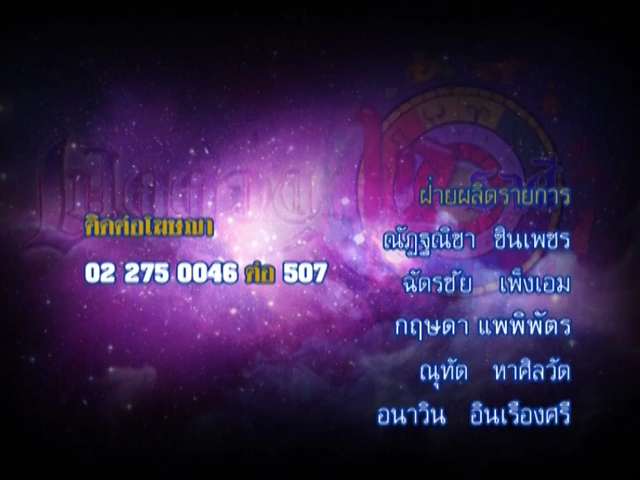 ติดต่อโฆษณา
02 275 0046 ต่อ 507
ฝ่ายผลิตรายการ
ณัฏฐณิชา ชินเพชร
ฉัตรชัย เพ็งเอม
กฤษดา แพพิพัตร
ณุทัด หาศิลวัด
อนาวิน อินเรืองศรี